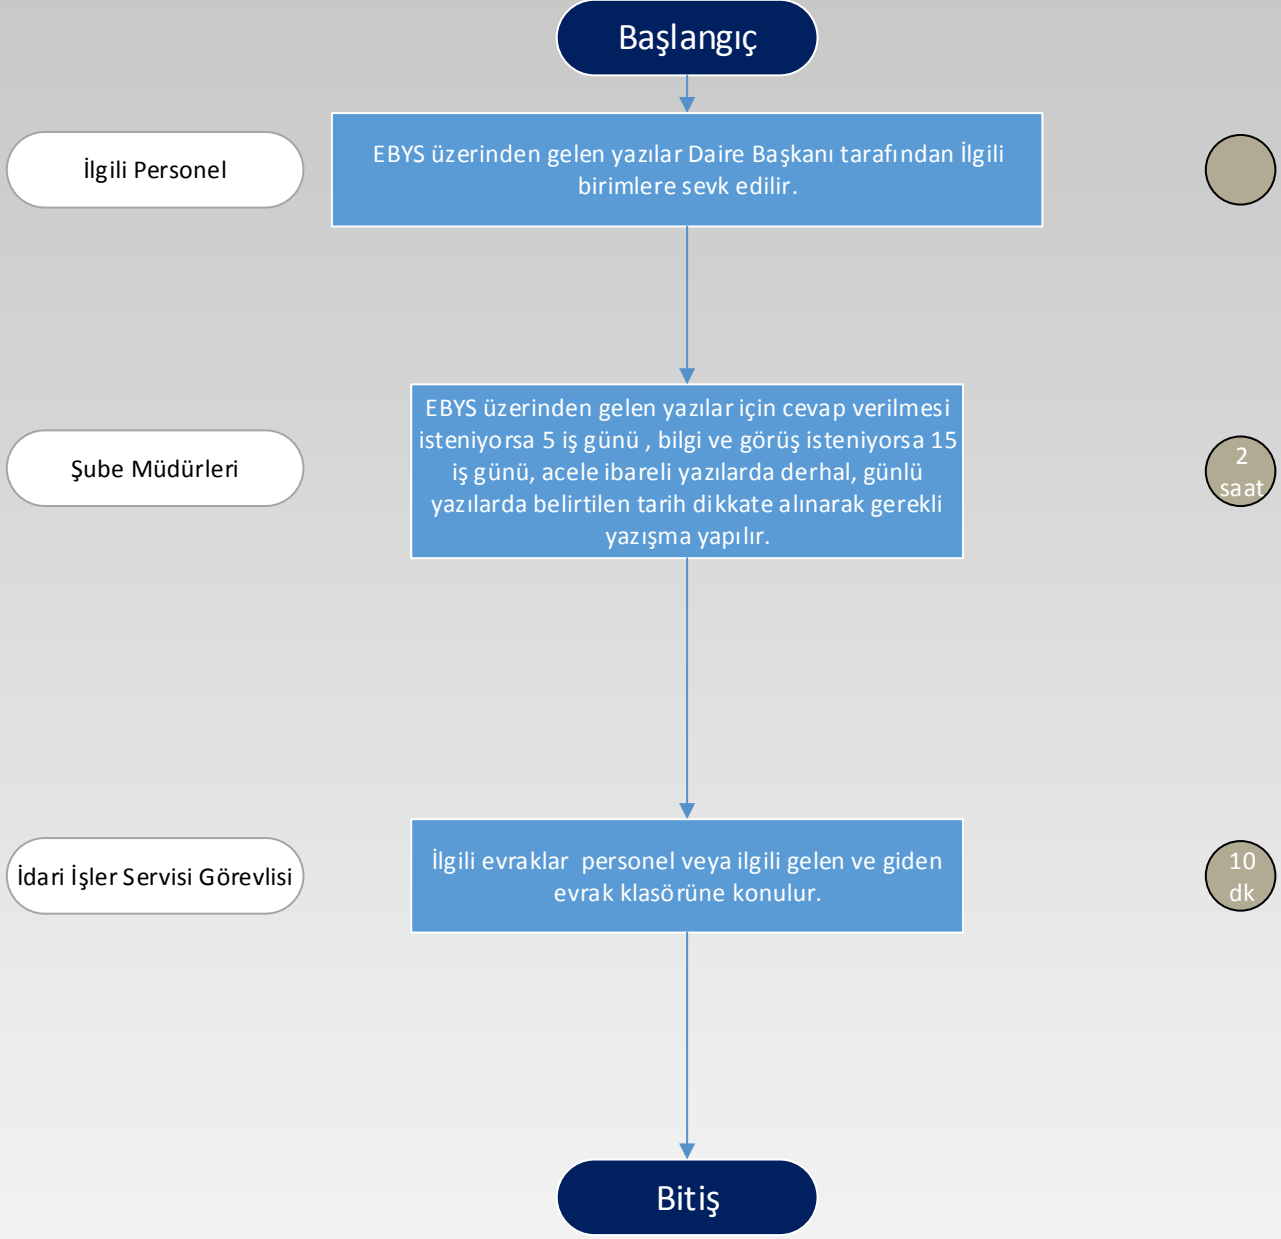 Başlangıç
İlgili Personel
EBYS üzerinden gelen yazılar Daire Başkanı tarafından İlgili
birimlere sevk edilir.
Şube Müdürleri
EBYS üzerinden gelen yazılar için cevap verilmesi
isteniyorsa 5 iş günü , bilgi ve görüş isteniyorsa 15
iş günü, acele ibareli yazılarda derhal, günlü
yazılarda belirtilen tarih dikkate alınarak gerekli
yazışma yapılır.
2
saat
İdari İşler Servisi Görevlisi
İlgili evraklar  personel veya ilgili gelen ve giden
evrak klasörüne konulur.
10
dk
Bitiş